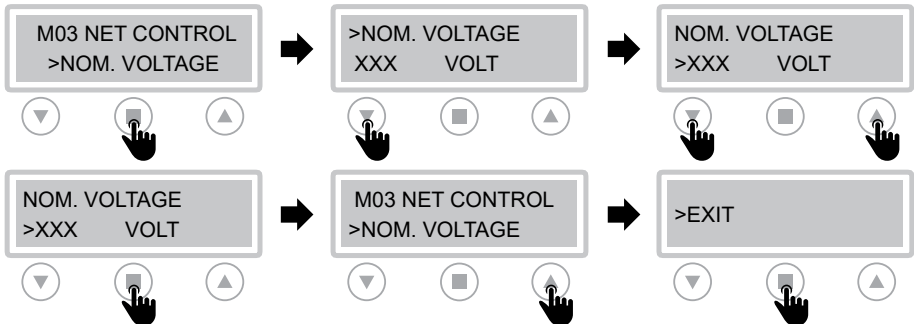 M03 NET CONTROL
>NOM. VOLTAGE
>NOM. VOLTAGE
XXX VOLT
NOM. VOLTAGE
>XXX VOLT
NOM. VOLTAGE
>XXX VOLT
M03 NET CONTROL
>NOM. VOLTAGE
>EXIT